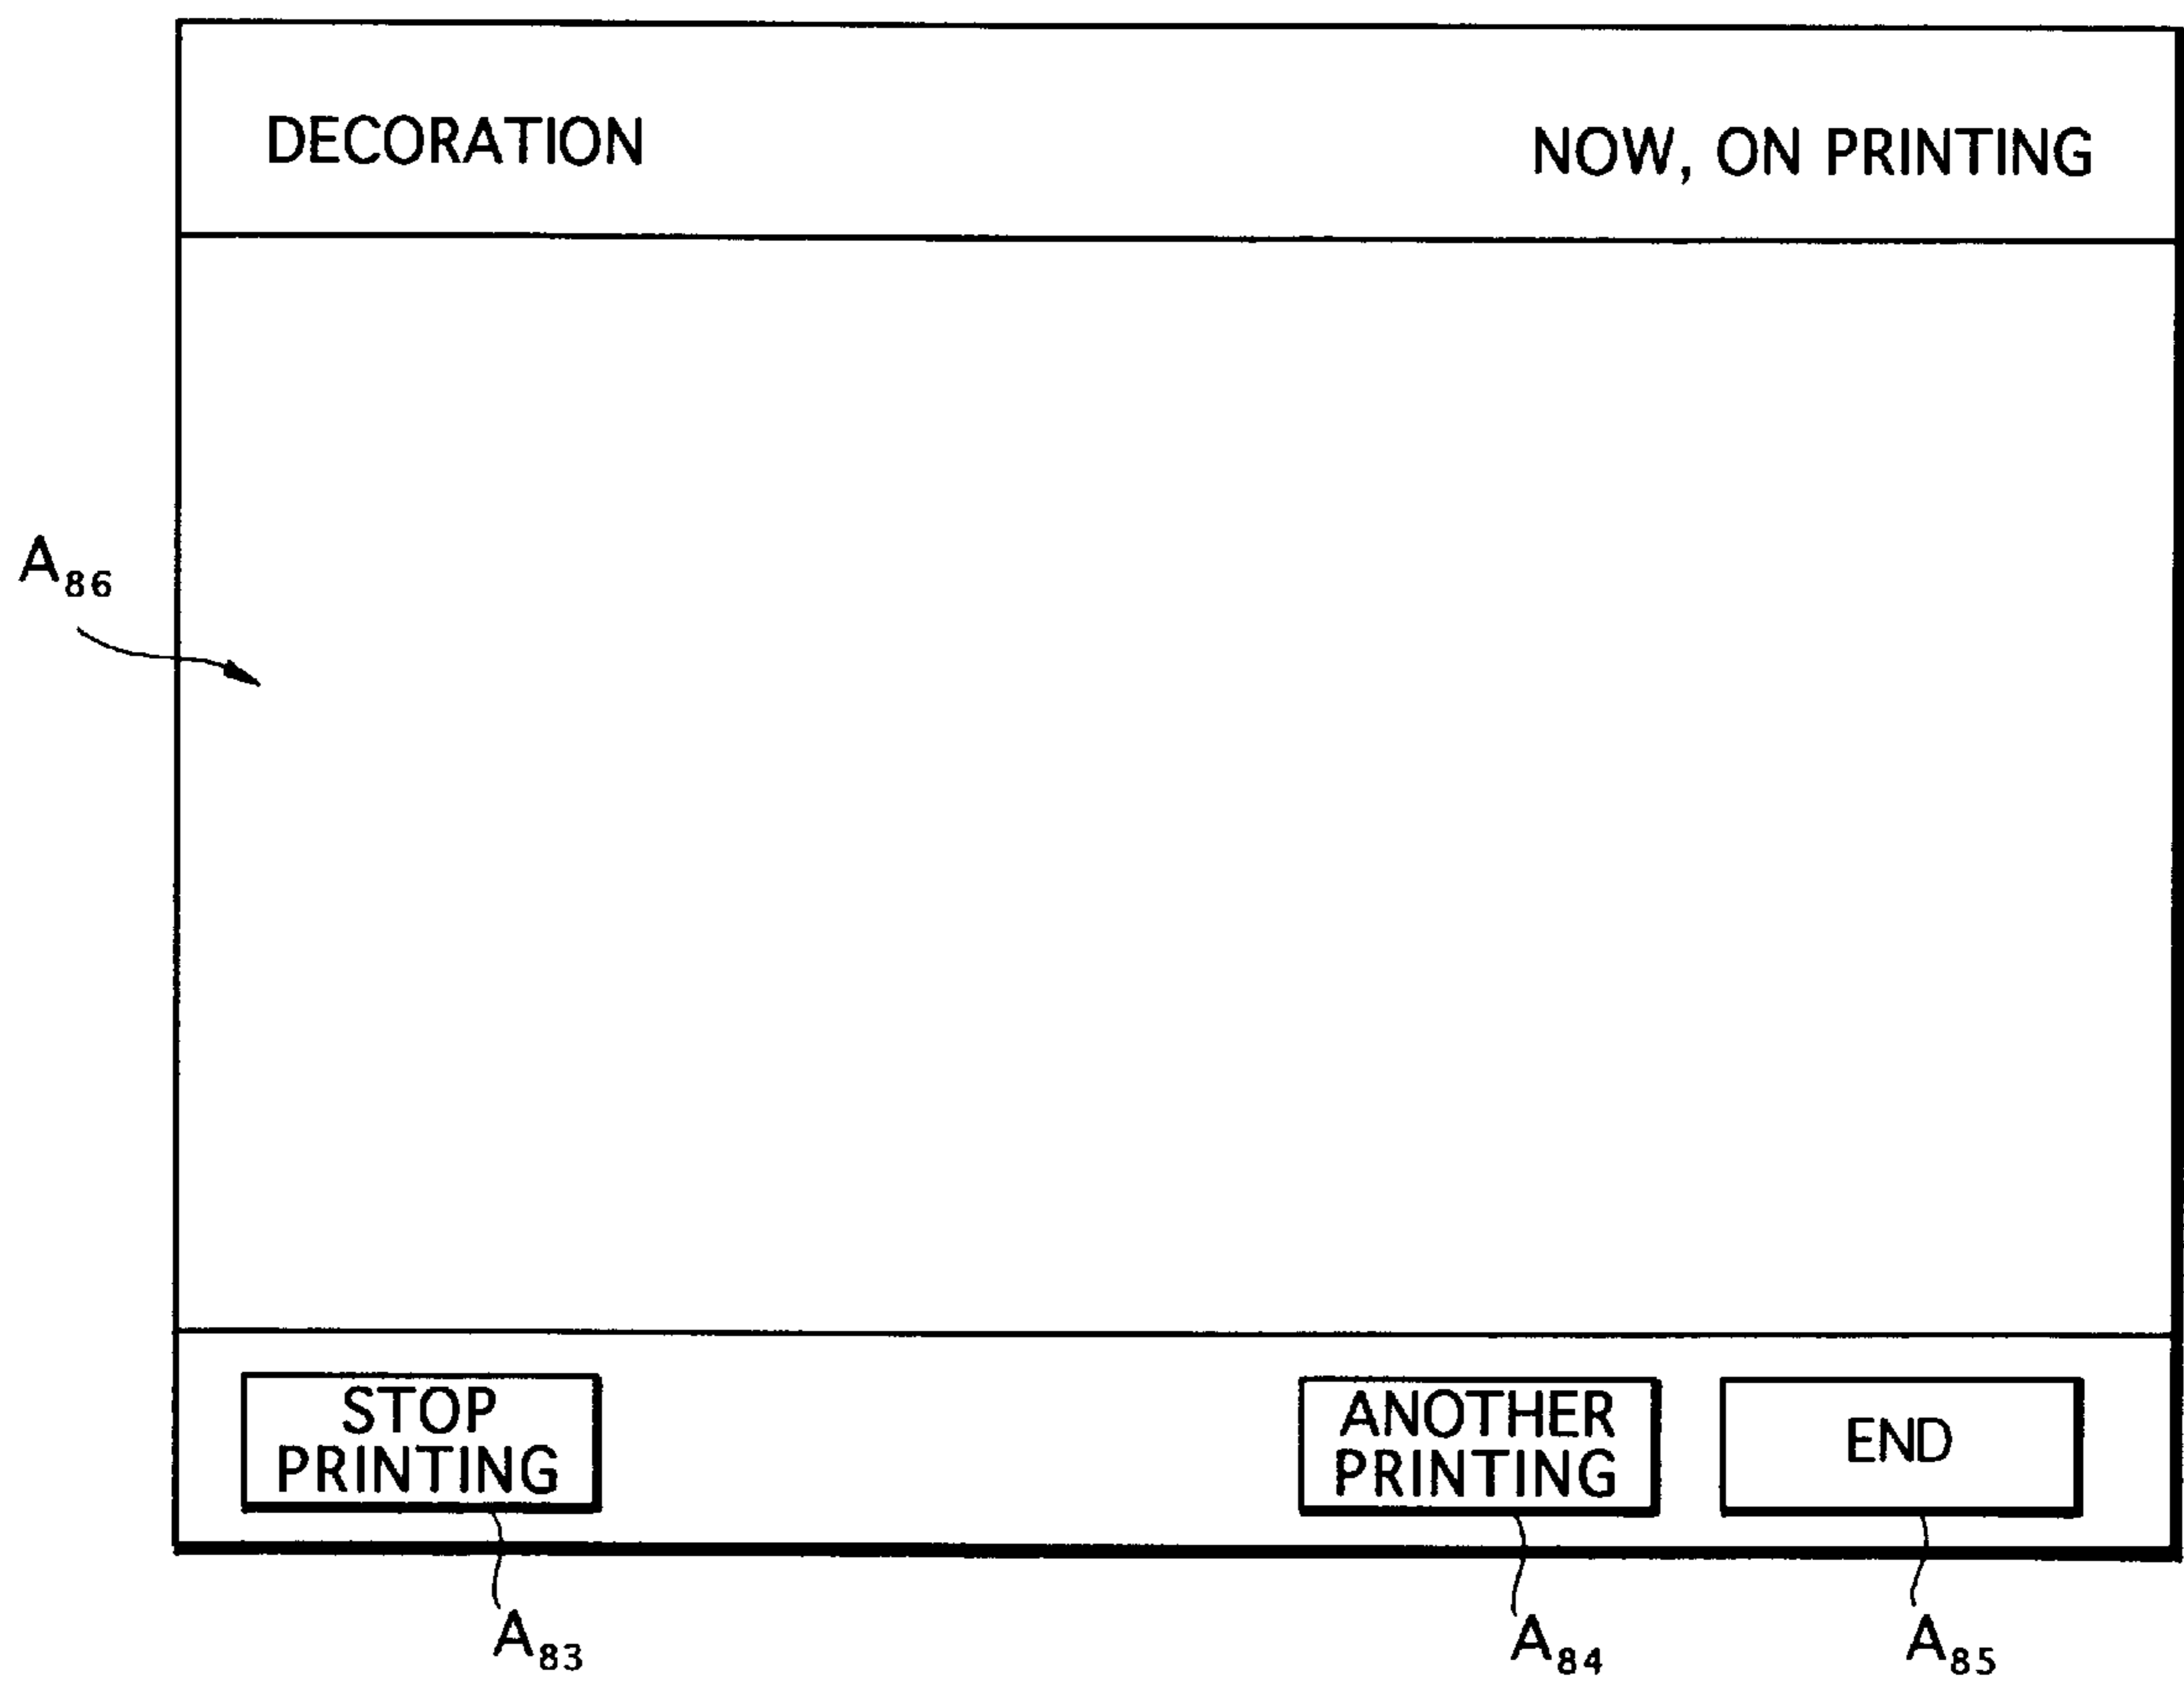 DECORATION
NOW, ON PRINTING
A86
STOP
PRINTING
ANOTHER
PRINTING
END
A83
A84
A85